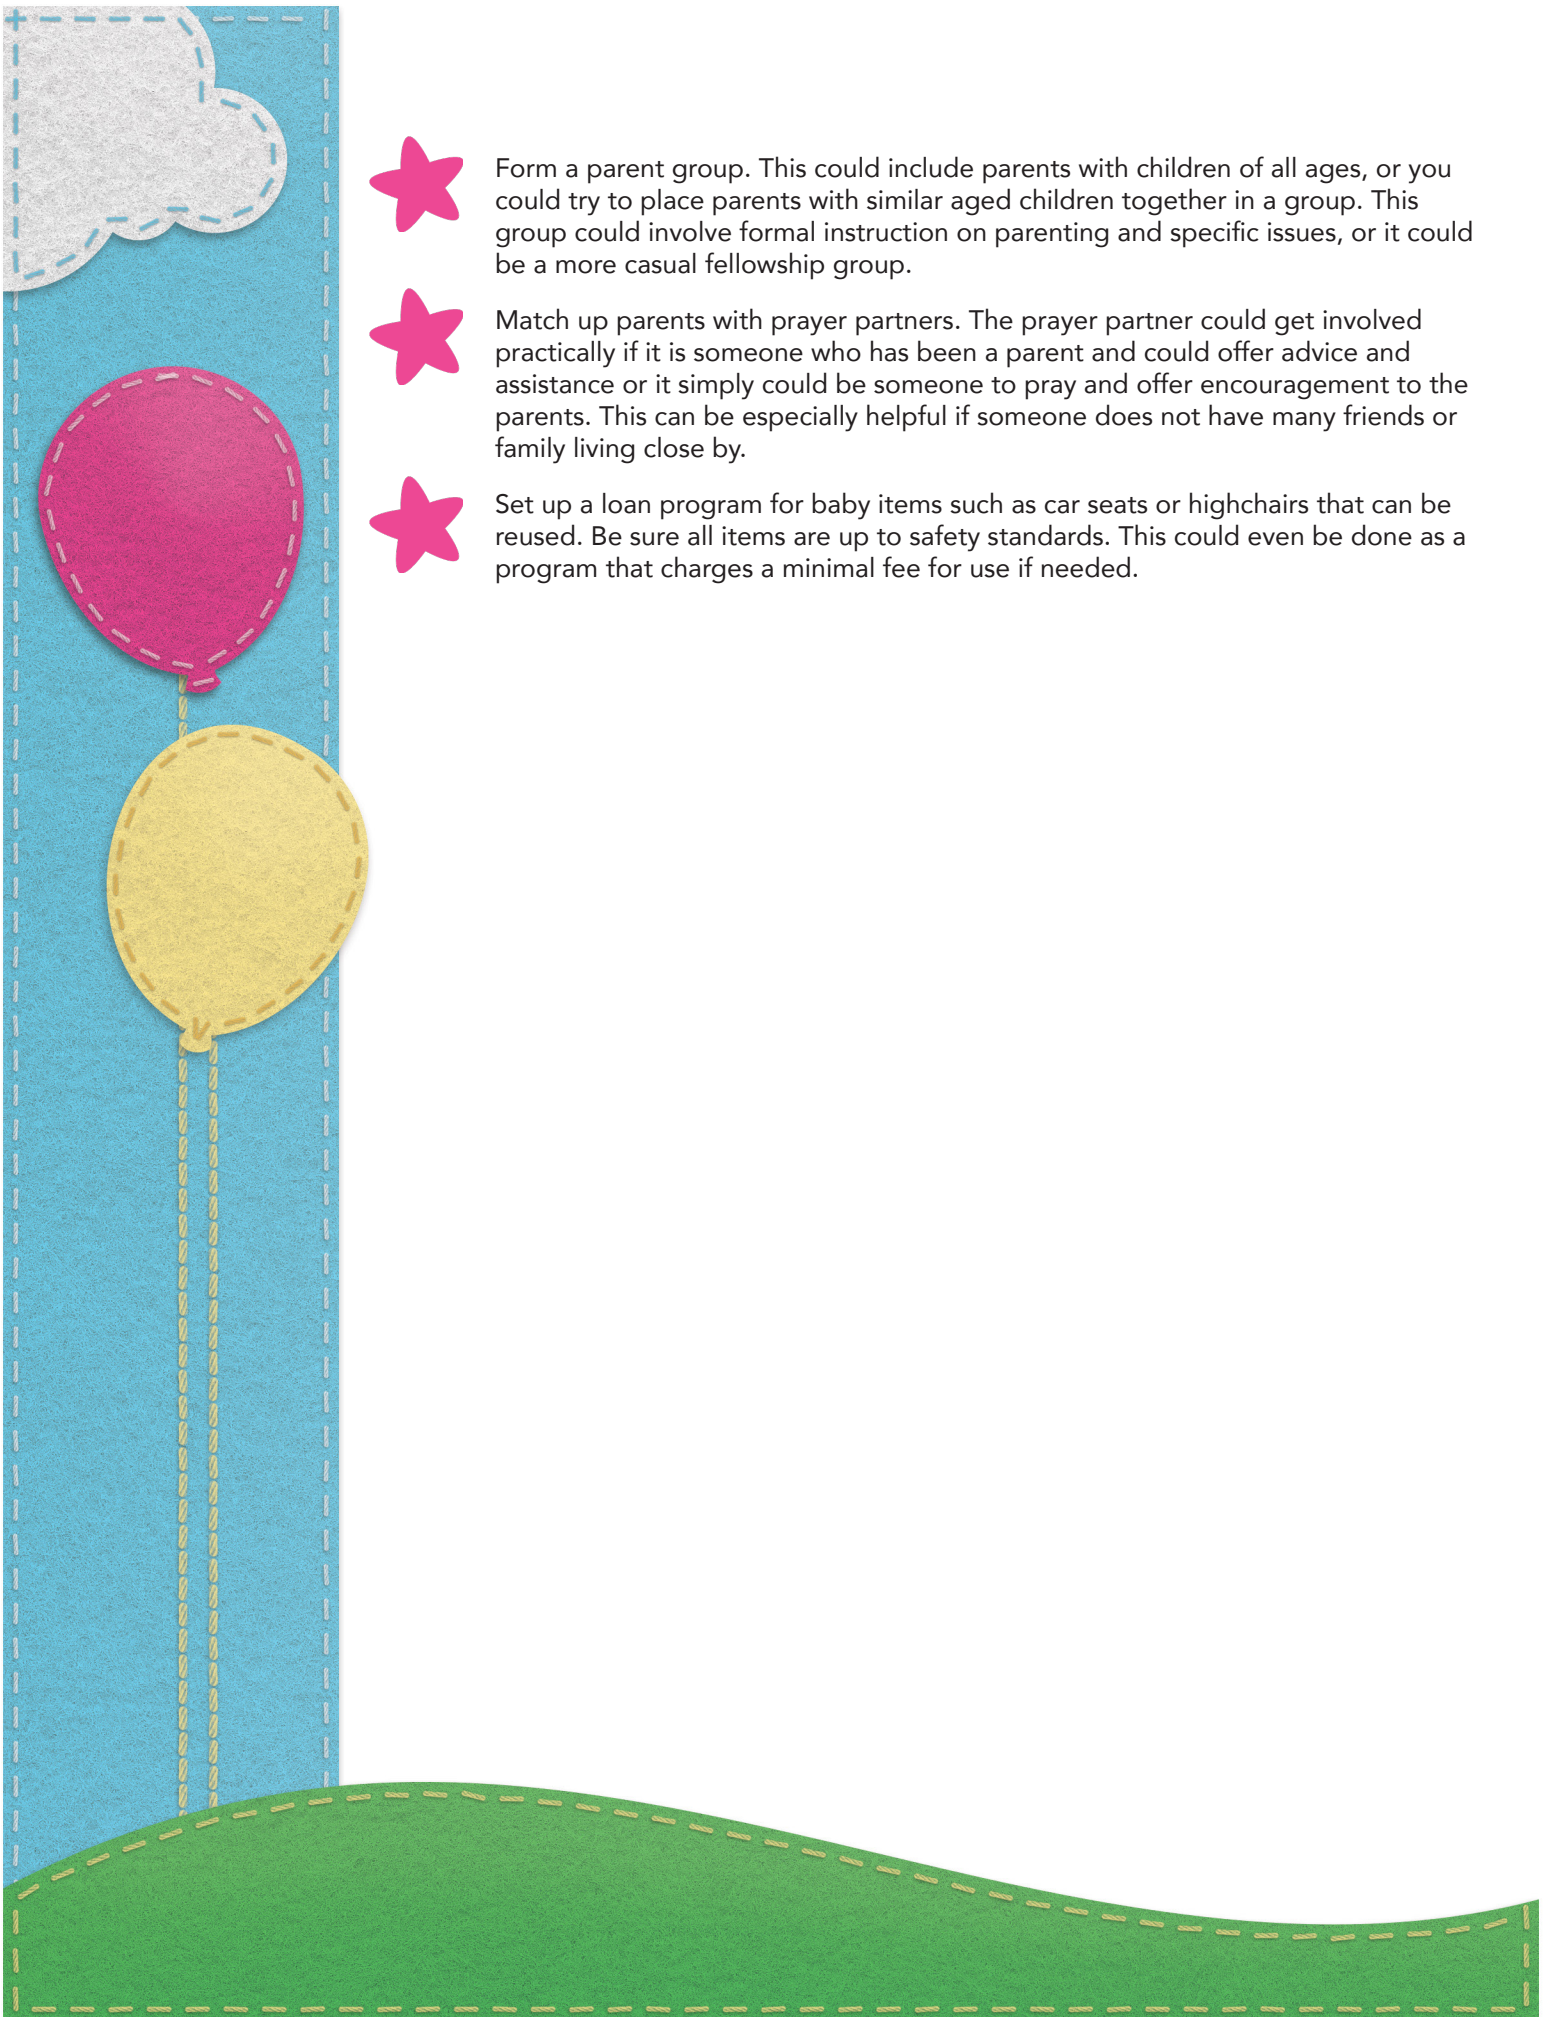 Form a parent group. This could include parents with children of all ages, or you
could try to place parents with similar aged children together in a group. This
group could involve formal instruction on parenting and specific issues, or it could
be a more casual fellowship group.
Match up parents with prayer partners. The prayer partner could get involved
practically if it is someone who has been a parent and could offer advice and
assistance or it simply could be someone to pray and offer encouragement to the
parents. This can be especially helpful if someone does not have many friends or
family living close by.
Set up a loan program for baby items such as car seats or highchairs that can be
reused. Be sure all items are up to safety standards. This could even be done as a
program that charges a minimal fee for use if needed.